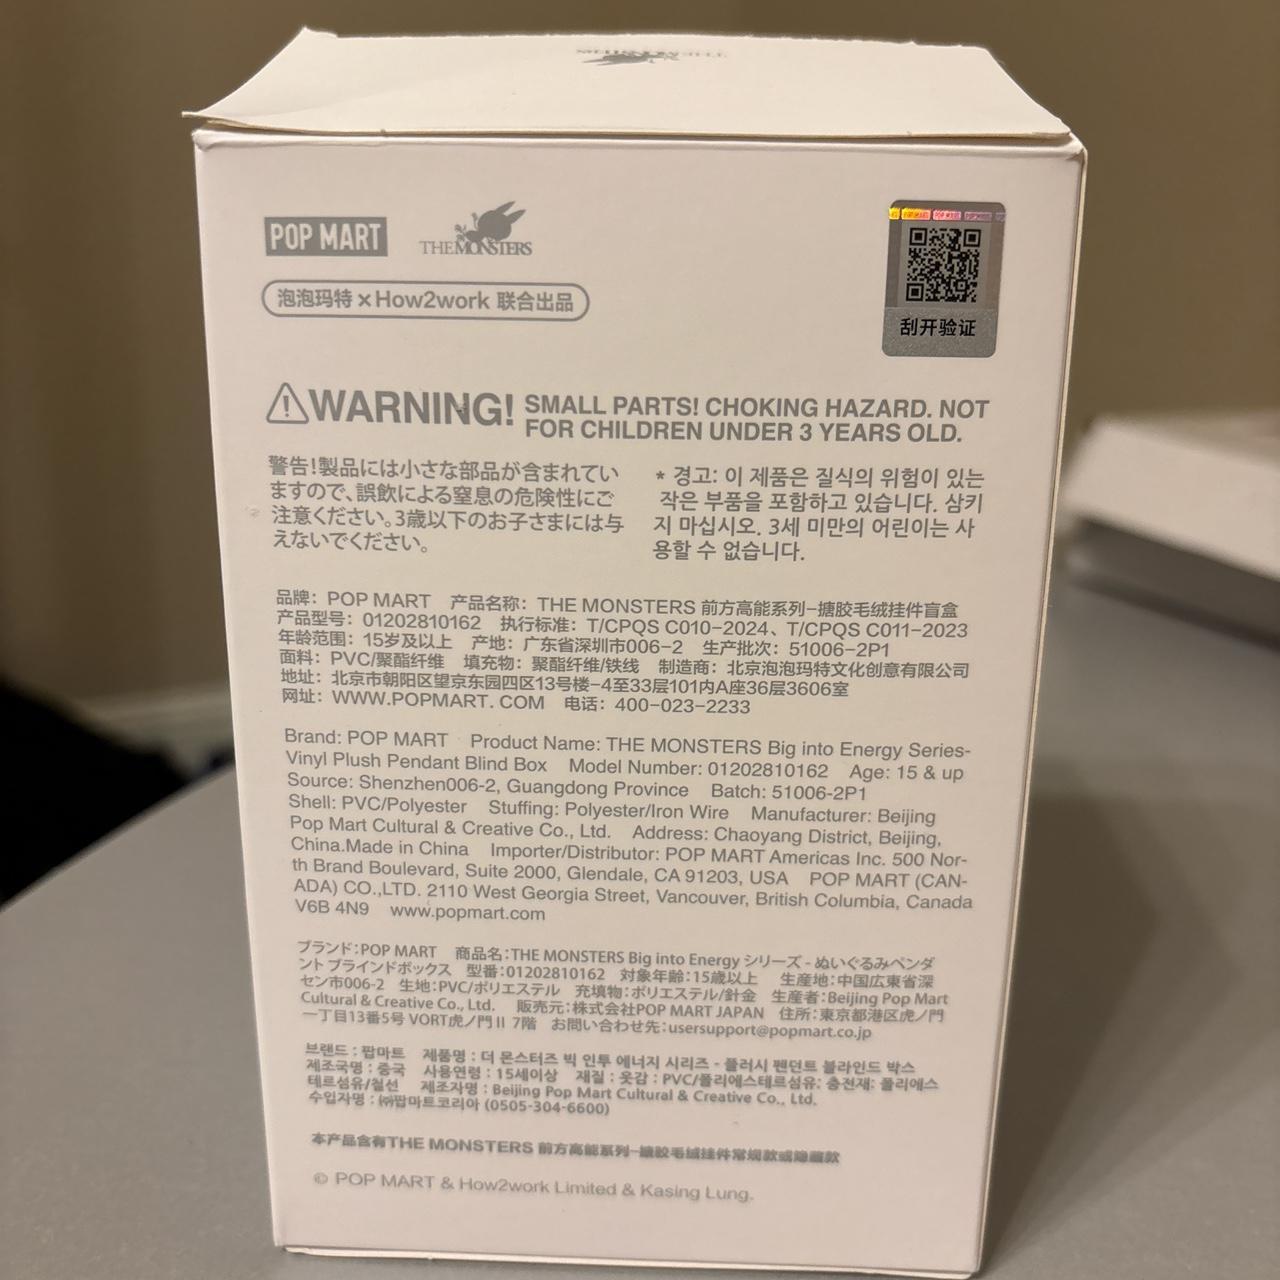 POP MART
THE MONSTERS
泡泡玛特×How2work 联合出品
刮开验证
WARNING! SMALL PARTS! CHOKING HAZARD. NOT
FOR CHILDREN UNDER 3 YEARS OLD.
警告!製品には小さな部品が含まれてい
ますので、誤飲による窒息の危険性にご
注意ください。3歳以下のお子さまには与
えないでください。
* 경고: 이 제품은 질식의 위험이 있는
작은 부품을 포함하고 있습니다. 삼키
지 마십시오. 3세 미만의 어린이는 사
용할 수 없습니다.
品牌: POP MART 产品名称: THE MONSTERS 前方高能系列-搪胶毛绒挂件盲盒
产品型号: 01202810162 执行标准: T/CPQS C010-2024、T/CPQS C011-2023
年龄范围: 15岁及以上 产地: 广东省深圳市006-2 生产批次: 51006-2P1
面料: PVC/聚酯纤维 填充物: 聚酯纤维/铁线 制造商: 北京泡泡玛特文化创意有限公司
地址: 北京市朝阳区望京东园四区13号楼-4至33层101内A座36层3606室
网址: WWW.POPMART. COM 电话: 400-023-2233
Brand: POP MART Product Name: THE MONSTERS Big into Energy Series-
Vinyl Plush Pendant Blind Box Model Number: 01202810162 Age: 15 & up
Source: Shenzhen006-2, Guangdong Province Batch: 51006-2P1
Shell: PVC/Polyester Stuffing: Polyester/Iron Wire Manufacturer: Beijing
Pop Mart Cultural & Creative Co., Ltd. Address: Chaoyang District, Beijing,
China.Made in China Importer/Distributor: POP MART Americas Inc. 500 Nor-
th Brand Boulevard, Suite 2000, Glendale, CA 91203, USA POP MART (CAN-
ADA) CO.,LTD. 2110 West Georgia Street, Vancouver, British Columbia, Canada
V6B 4N9 www.popmart.com
ブランド:POP MART 商品名:THE MONSTERS Big into Energy シリーズ - ぬいぐるみペンダ
ント ブラインドボックス 型番:01202810162 対象年齢:15歳以上 生産地:中国広東省深
セン市006-2 生地:PVC/ポリエステル 充填物:ポリエステル/針金 生産者:Beijing Pop Mart
Cultural & Creative Co., Ltd. 販売元:株式会社POP MART JAPAN 住所:東京都港区虎ノ門
一丁目13番5号 VORT虎ノ門II 7階 お問い合わせ先:usersupport@popmart.co.jp
브랜드 : 팝마트 제품명 : 더 몬스터즈 빅 인투 에너지 시리즈 - 플러시 펜던트 블라인드 박스
제조국명 : 중국 사용연령 : 15세이상 재질 : 옷감 : PVC/폴리에스테르섬유: 충전재: 폴리에스
테르섬유/철선 제조자명 : Beijing Pop Mart Cultural & Creative Co., Ltd.
수입자명 : ㈜팝마트코리아 (0505-304-6600)
本产品含有THE MONSTERS 前方高能系列-搪胶毛绒挂件常规款或隐藏款
© POP MART & How2work Limited & Kasing Lung.